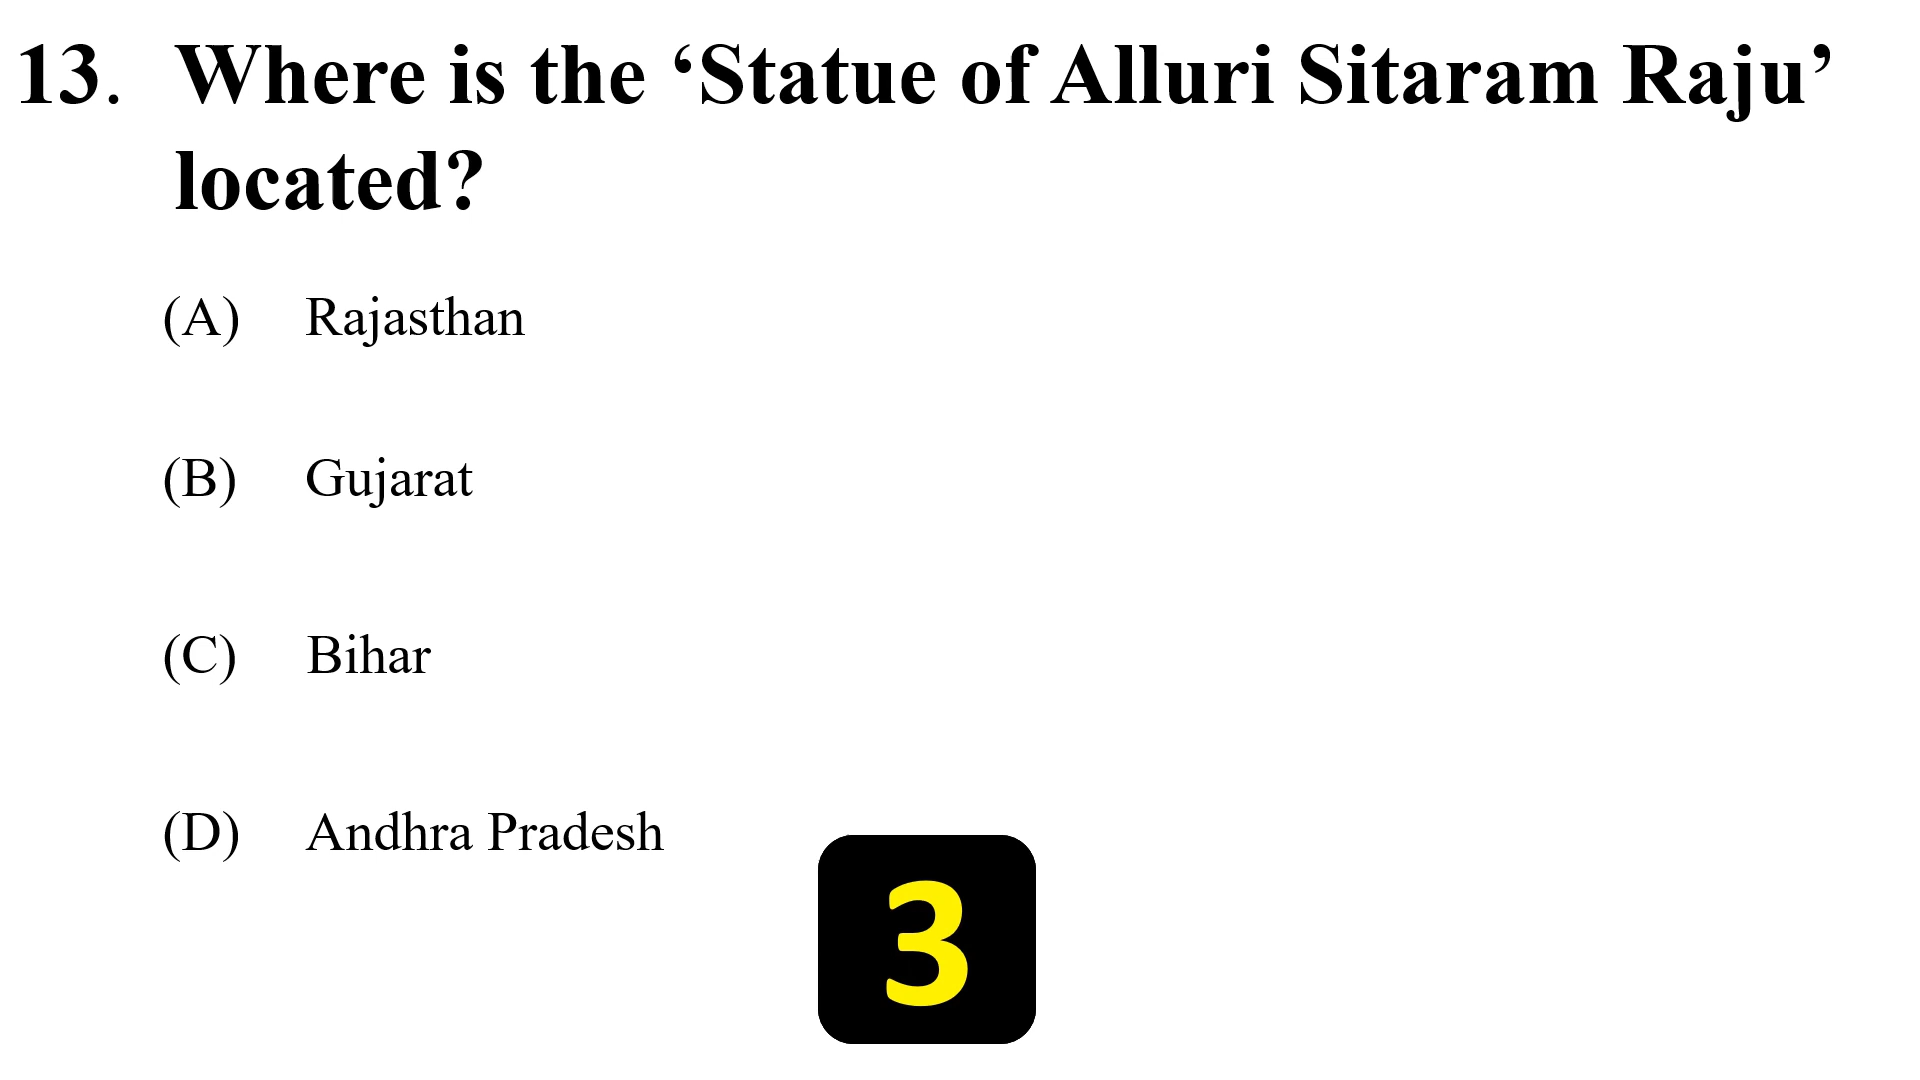 13. Where is the ‘Statue of Alluri Sitaram Raju’
located?
(A) Rajasthan
(B) Gujarat
(C) Bihar
(D) Andhra Pradesh
3